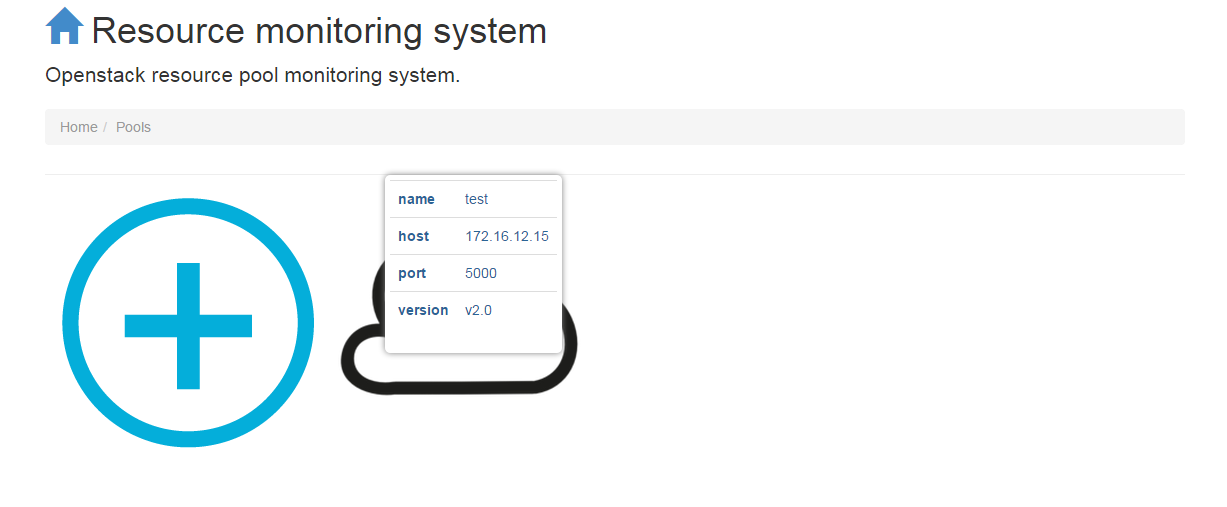 Resource monitoring system
Openstack resource pool monitoring system.
Home / Pools
name test
host 172.16.12.15
port 5000
version v2.0